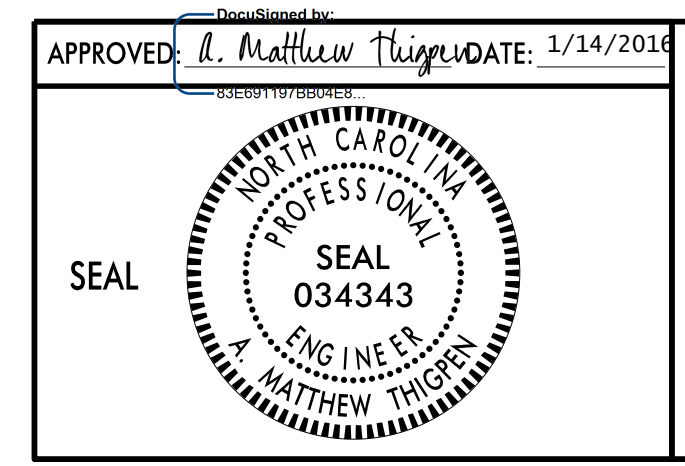 DocuSigned by:
APPROVED: A. Matthew Thigpen DATE: 1/14/2016
83E691197BB04E8...
SEAL
NORTH CAROLINA
PROFESSIONAL
SEAL
034343
ENGINEER
A. MATTHEW THIGPEN